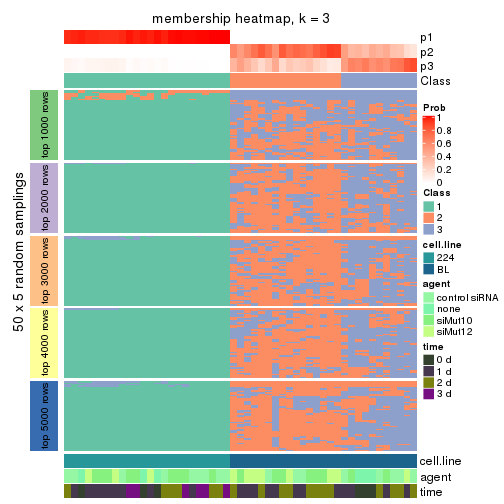 membership heatmap, k = 3
p1
p2
p3
Class
50 x 5 random samplings
top 1000 rows
top 2000 rows
top 3000 rows
top 4000 rows
top 5000 rows
cell.line
agent
time
Prob
1
0.8
0.6
0.4
0.2
0
Class
1
2
3
cell.line
224
BL
agent
control siRNA
none
siMut10
siMut12
time
0 d
1 d
2 d
3 d